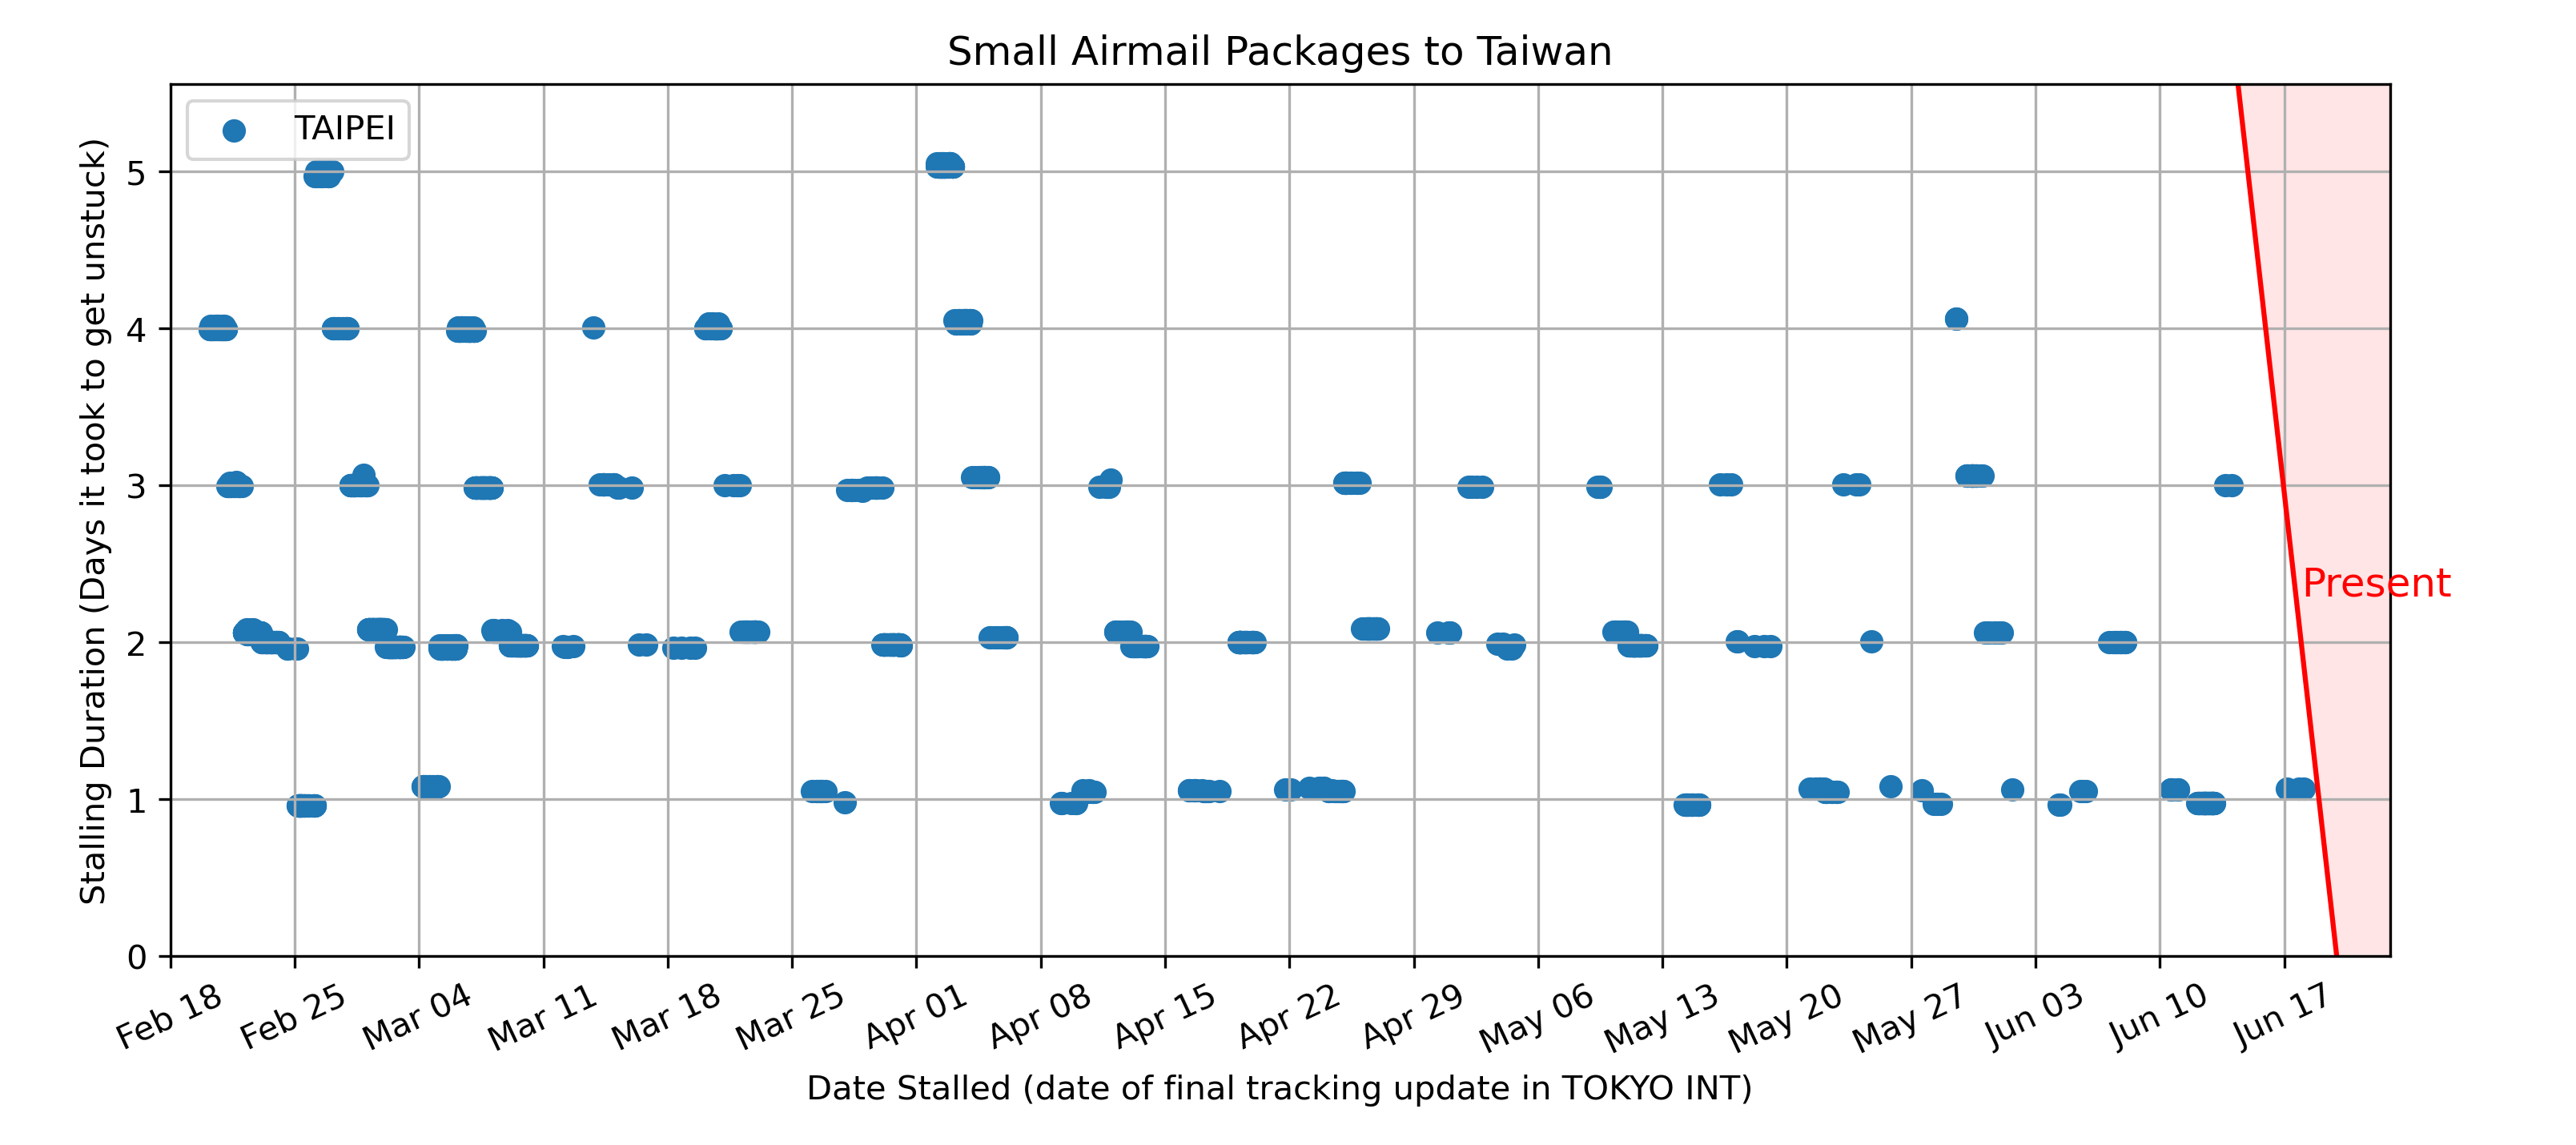 Small Airmail Packages to Taiwan
TAIPEI
Stalling Duration (Days it took to get unstuck)
5
4
3
2
1
0
Present
Feb 18
Feb 25
Mar 04
Mar 11
Mar 18
Mar 25
Apr 01
Apr 08
Apr 15
Apr 22
Apr 29
May 06
May 13
May 20
May 27
Jun 03
Jun 10
Jun 17
Date Stalled (date of final tracking update in TOKYO INT)